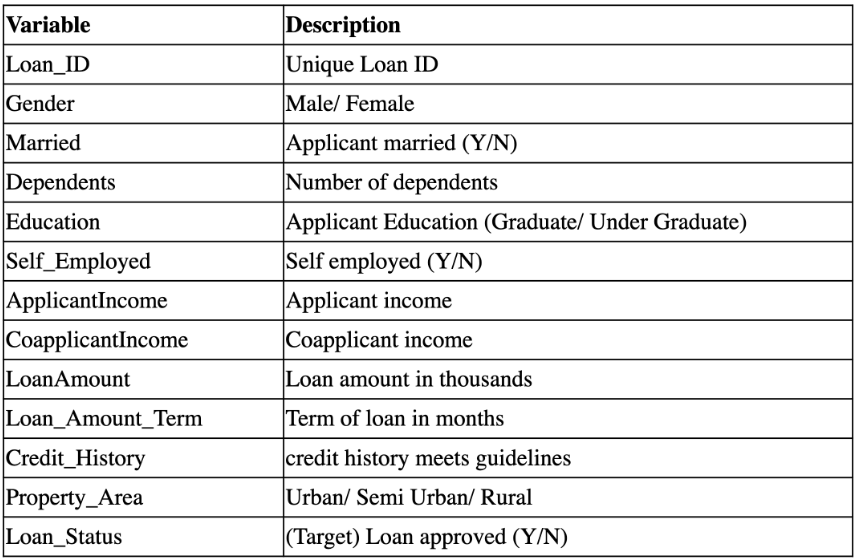 Variable Description
Loan_ID Unique Loan ID
Gender Male/ Female
Married Applicant married (Y/N)
Dependents Number of dependents
Education Applicant Education (Graduate/ Under Graduate)
Self_Employed Self employed (Y/N)
ApplicantIncome Applicant income
CoapplicantIncome Coapplicant income
LoanAmount Loan amount in thousands
Loan_Amount_Term Term of loan in months
Credit_History credit history meets guidelines
Property_Area Urban/ Semi Urban/ Rural
Loan_Status (Target) Loan approved (Y/N)